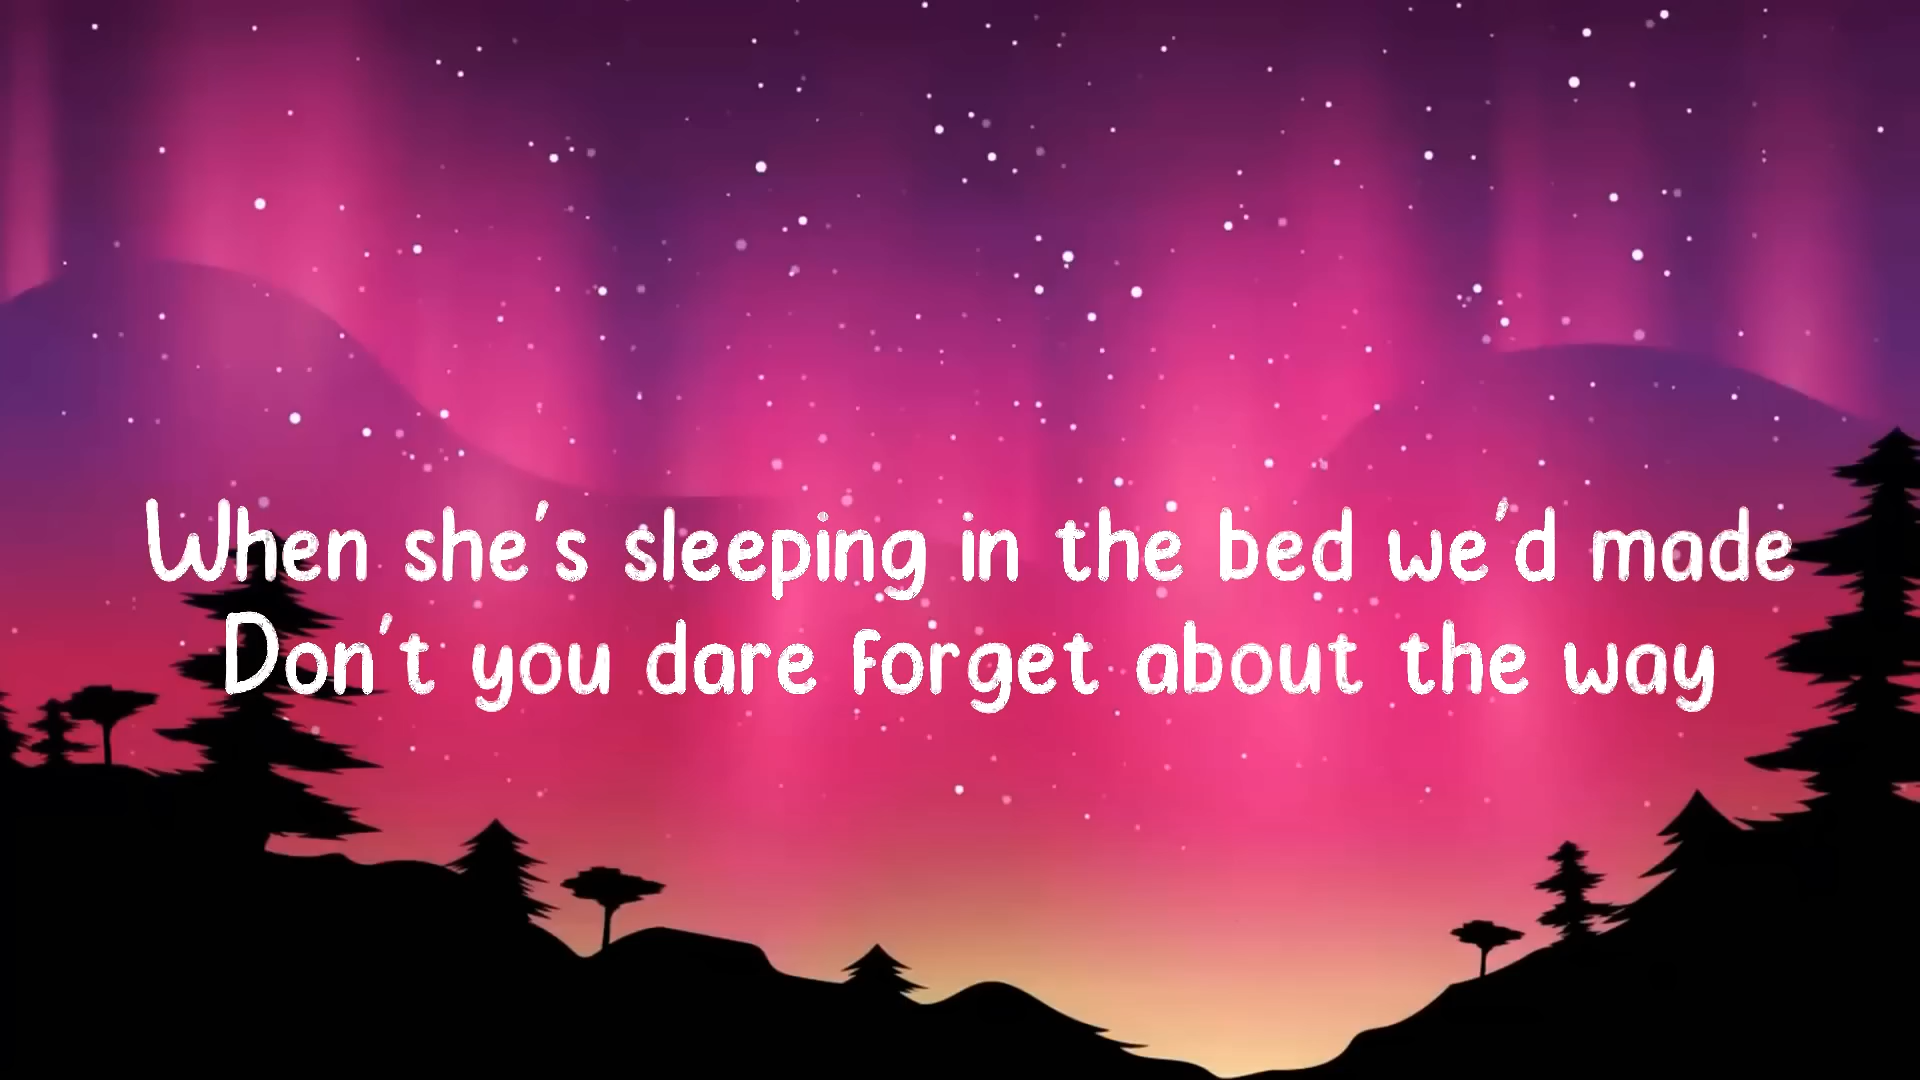 When she's sleeping in the bed we'd made
Don't you dare forget about the way